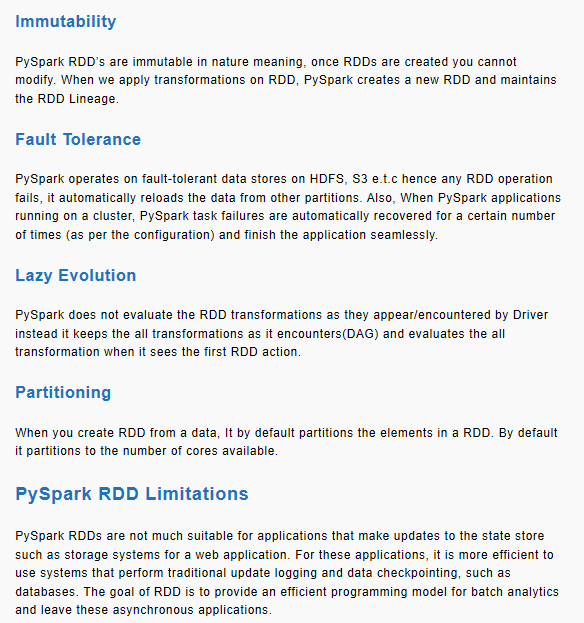 Immutability
PySpark RDD's are immutable in nature meaning, once RDDs are created you cannot
modify. When we apply transformations on RDD, PySpark creates a new RDD and maintains
the RDD Lineage.
Fault Tolerance
PySpark operates on fault-tolerant data stores on HDFS, S3 e.t.c hence any RDD operation
fails, it automatically reloads the data from other partitions. Also, When PySpark applications
running on a cluster, PySpark task failures are automatically recovered for a certain number
of times (as per the configuration) and finish the application seamlessly.
Lazy Evolution
PySpark does not evaluate the RDD transformations as they appear/encountered by Driver
instead it keeps the all transformations as it encounters(DAG) and evaluates the all
transformation when it sees the first RDD action.
Partitioning
When you create RDD from a data, It by default partitions the elements in a RDD. By default
it partitions to the number of cores available.
PySpark RDD Limitations
PySpark RDDs are not much suitable for applications that make updates to the state store
such as storage systems for a web application. For these applications, it is more efficient to
use systems that perform traditional update logging and data checkpointing, such as
databases. The goal of RDD is to provide an efficient programming model for batch analytics
and leave these asynchronous applications.